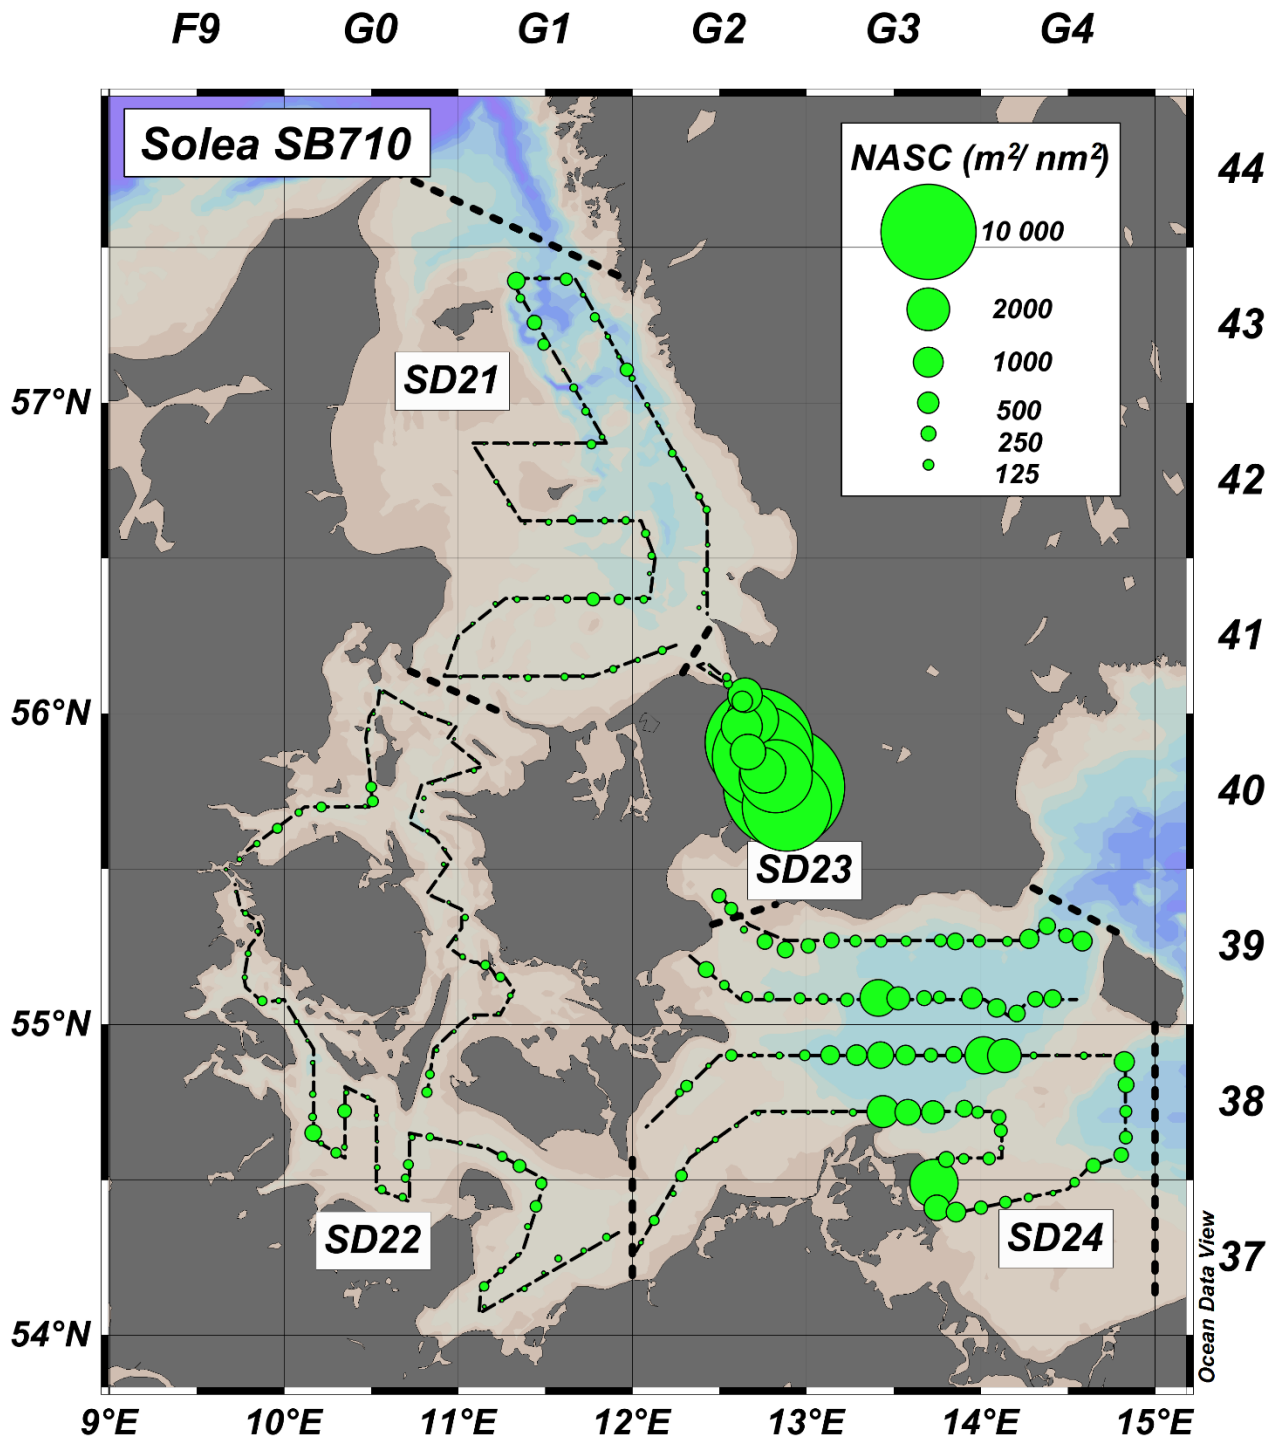 F9 G0 G1 G2 G3 G4
Solea SB710
NASC (m²/ nm²)
10 000
2000
1000
500
250
125
44
43
42
41
40
39
38
37
57°N
56°N
55°N
54°N
SD21
SD23
SD22
SD24
Ocean Data View
9°E 10°E 11°E 12°E 13°E 14°E 15°E